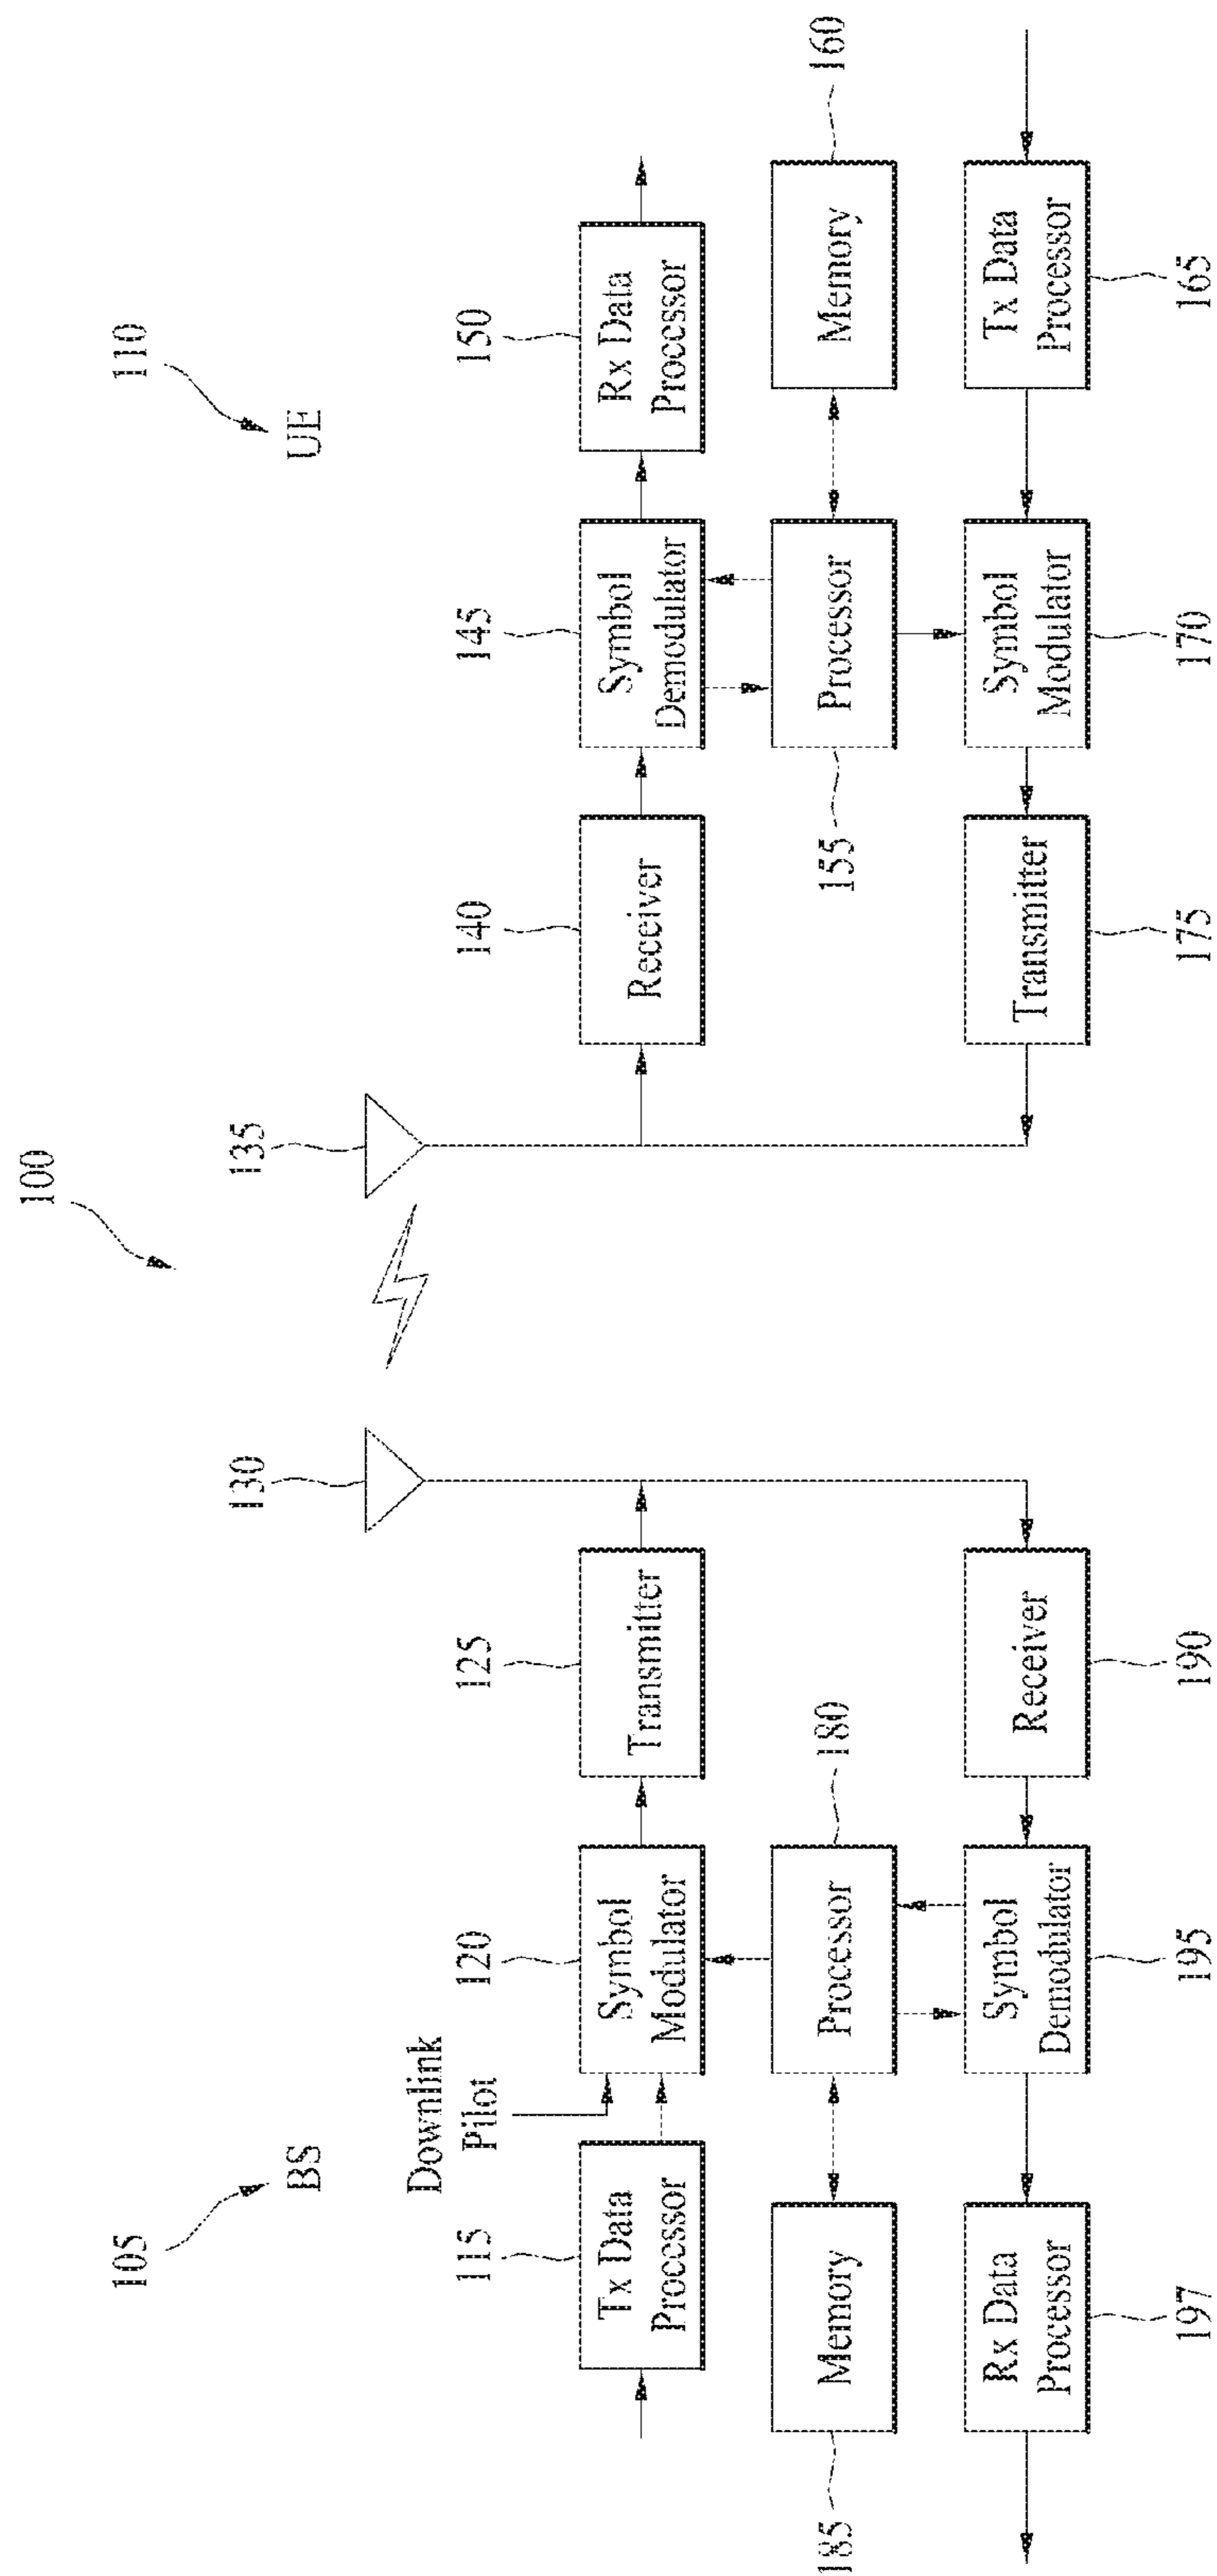 100
105
BS
110
UE
130
135
Downlink
Pilot
115
120
125
140
145
150
Tx Data
Processor
Symbol
Modulator
Transmitter
Receiver
Symbol
Demodulator
Rx Data
Processor
180
160
Memory
Processor
Processor
Memory
185
155
Rx Data
Processor
Symbol
Demodulator
Receiver
Transmitter
Symbol
Modulator
Tx Data
Processor
197
195
190
175
170
165